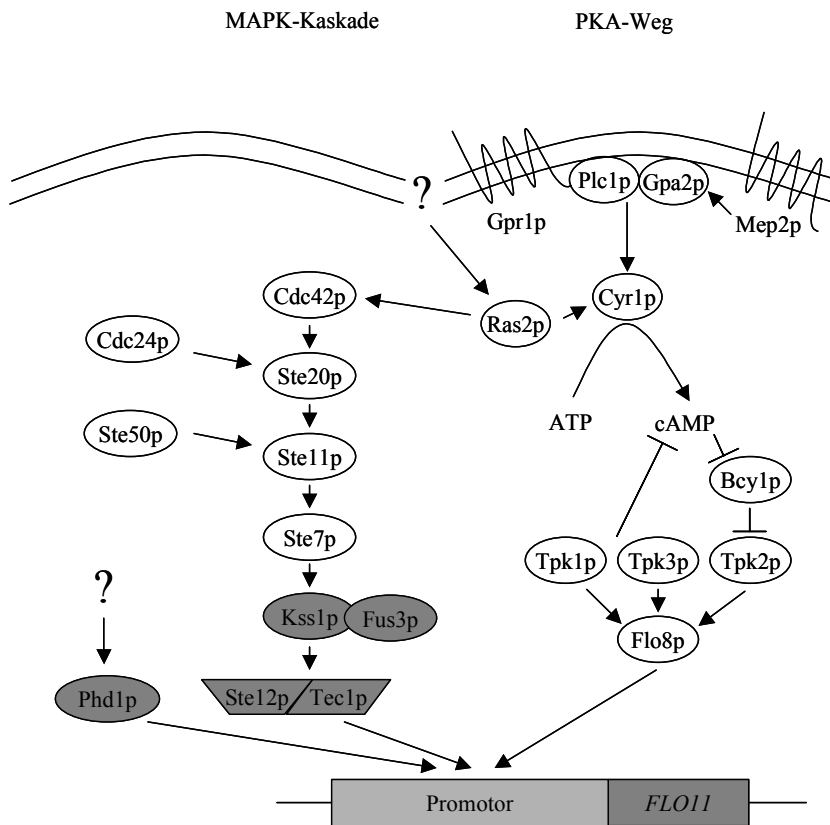 MAPK-Kaskade PKA-Weg
?
Plc1p Gpa2p
Gpr1p
Mep2p
Cdc42p
Cyr1p
Ras2p
Cdc24p
Ste20p
ATP
cAMP
Ste50p
Ste11p
Bcy1p
Ste7p
Tpk1p Tpk3p Tpk2p
?
Kss1p Fus3p
Flo8p
Phd1p
Ste12p Tec1p
Promotor FLO11